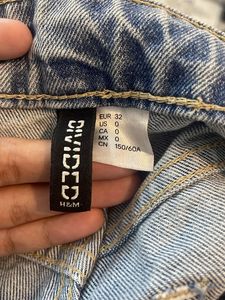 DIVIDED
H&M
EUR 32
US 0
CA 0
MX 0
CN 150/60A